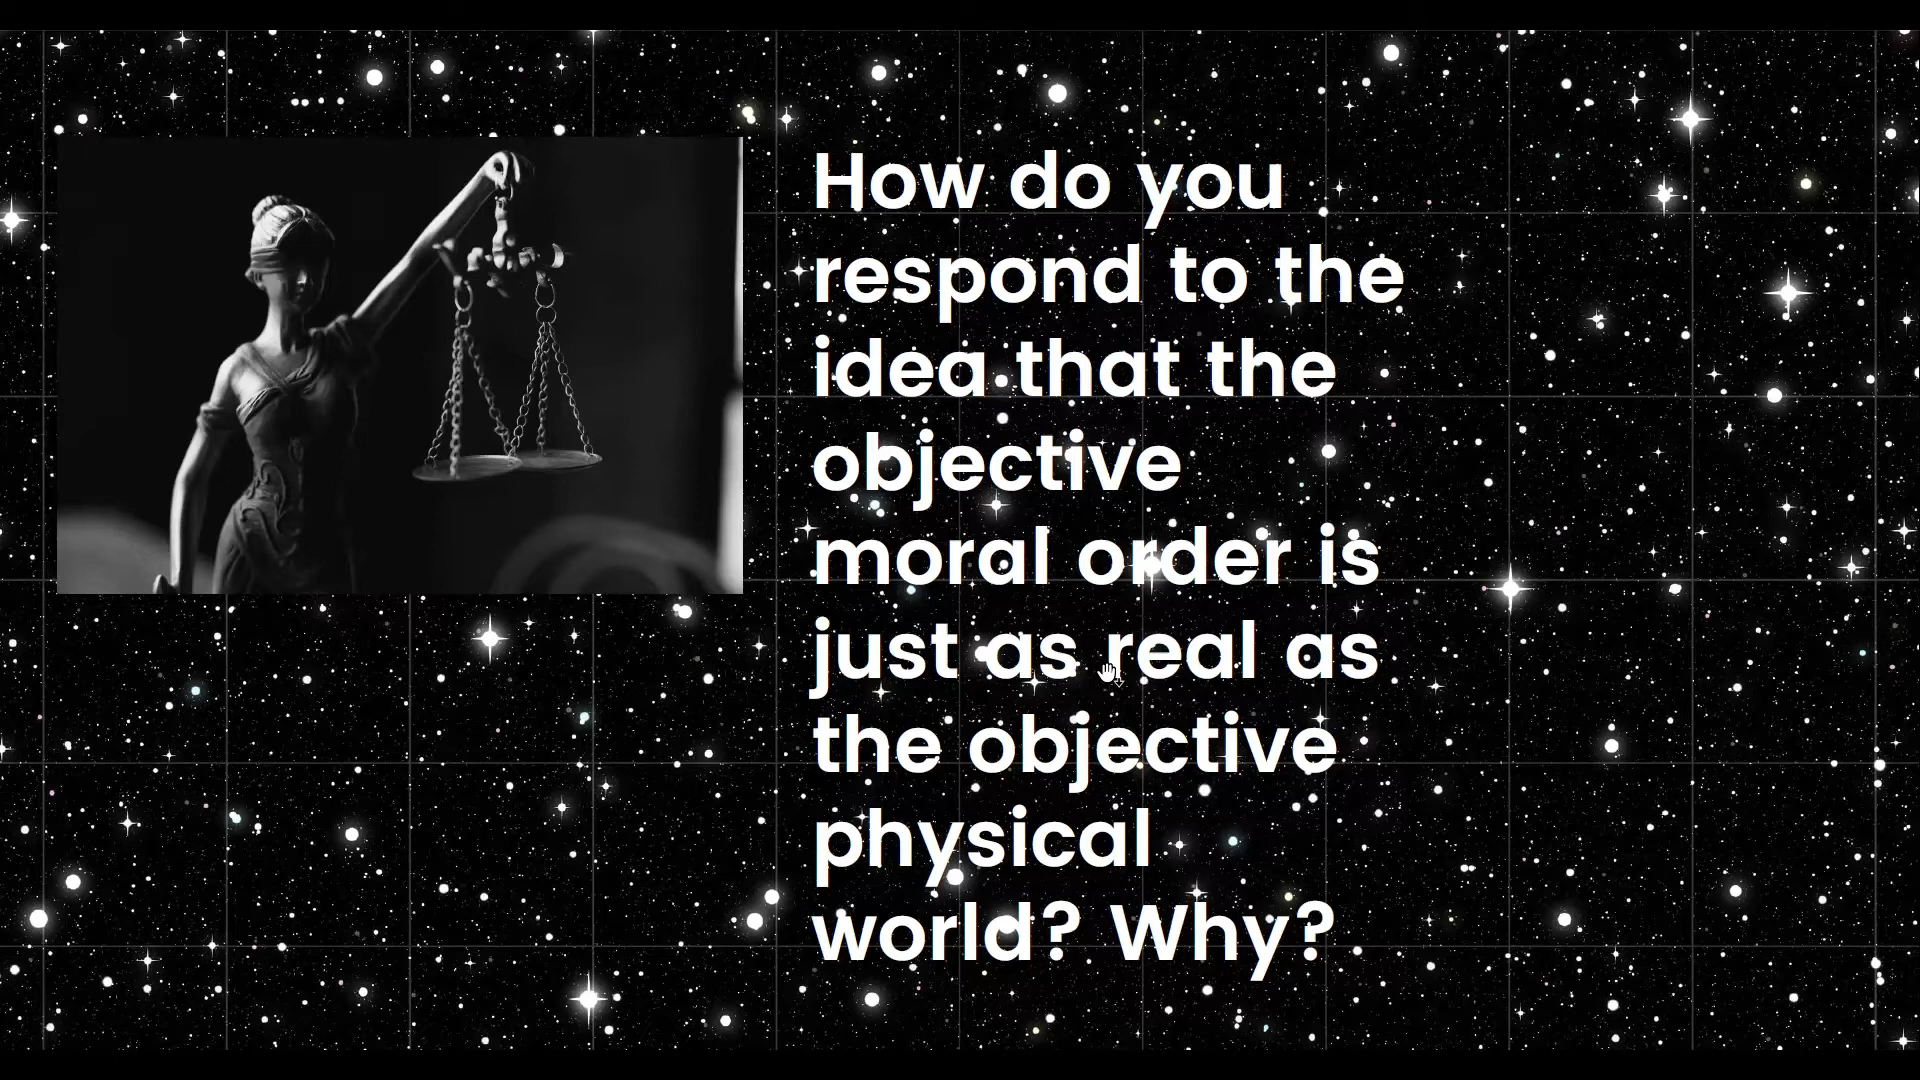 How do you
respond to the
idea that the
objective
moral order is
just as real as
the objective
physical
world? Why?